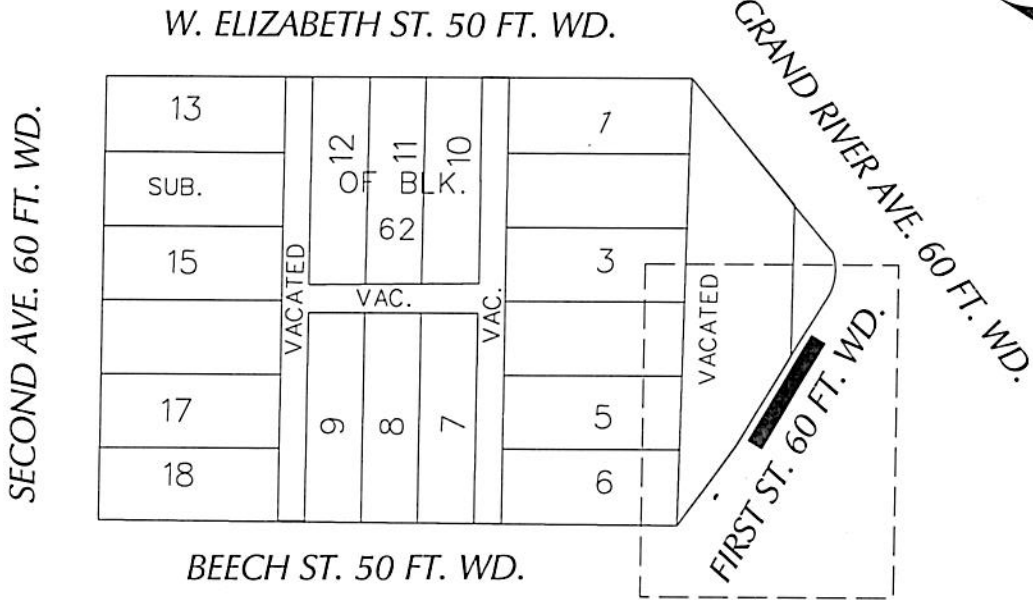 W. ELIZABETH ST. 50 FT. WD.
GRAND RIVER AVE. 60 FT. WD.
SECOND AVE. 60 FT. WD.
13
SUB.
15
17
18
VACATED
12
11
10
OF BLK.
62
VAC.
9
8
7
VAC.
1
3
5
6
VACATED
FIRST ST. 60 FT. WD.
BEECH ST. 50 FT. WD.